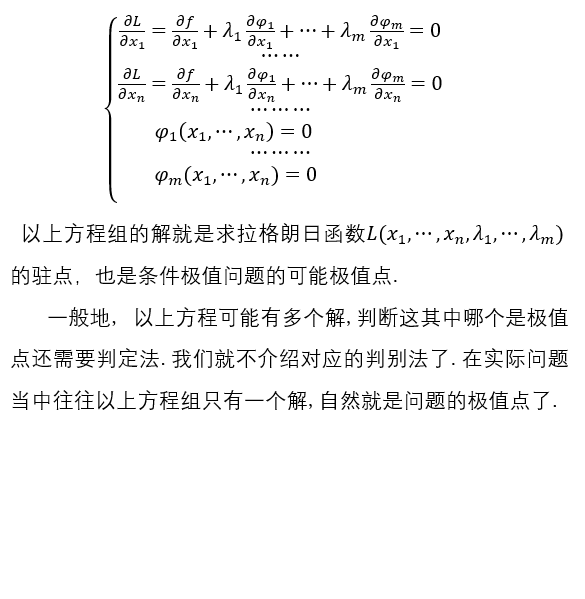 ∂L/∂x₁ = ∂f/∂x₁ + λ₁ ∂φ₁/∂x₁ + ⋯ + λₘ ∂φₘ/∂x₁ = 0
⋯⋯
∂L/∂xₙ = ∂f/∂xₙ + λ₁ ∂φ₁/∂xₙ + ⋯ + λₘ ∂φₘ/∂xₙ = 0
⋯⋯⋯
φ₁(x₁,⋯,xₙ) = 0
⋯⋯⋯
φₘ(x₁,⋯,xₙ) = 0
以上方程组的解就是求拉格朗日函数L(x₁,⋯,xₙ,λ₁,⋯,λₘ)
的驻点，也是条件极值问题的可能极值点.
一般地，以上方程可能有多个解,判断这其中哪个是极值
点还需要判定法.我们就不介绍对应的判别法了.在实际问题
当中往往以上方程组只有一个解,自然就是问题的极值点了.